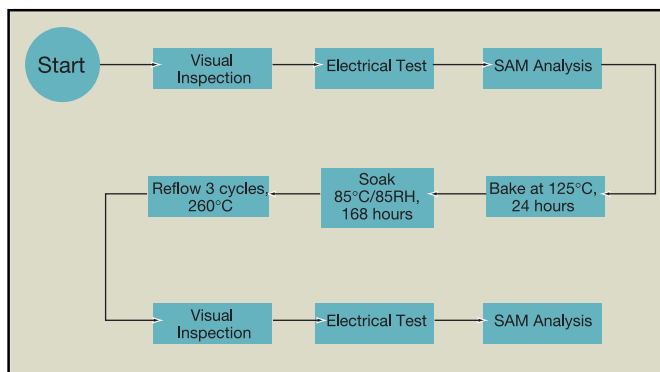 Start
Visual
Inspection
Electrical Test
SAM Analysis
Bake at 125°C,
24 hours
Soak
85°C/85RH,
168 hours
Reflow 3 cycles,
260°C
Visual
Inspection
Electrical Test
SAM Analysis